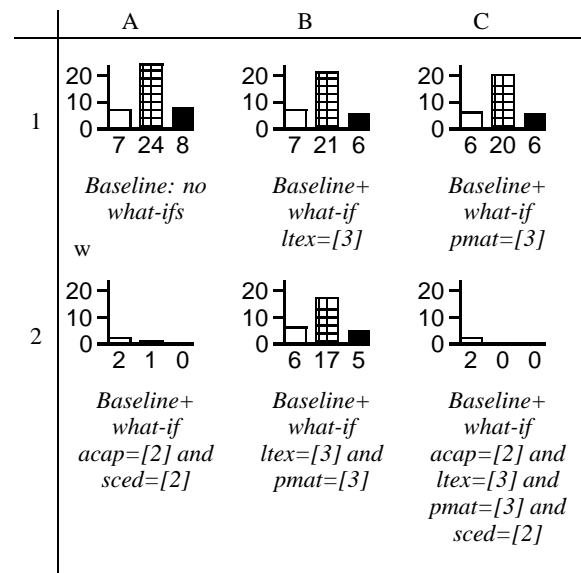 A B C
1
20 20 20
10 10 10
0 0 0
7 24 8 7 21 6 6 20 6
Baseline: no Baseline+ Baseline+
what-ifs what-if what-if
ltex=[3] pmat=[3]
w
2
20 20 20
10 10 10
0 0 0
2 1 0 6 17 5 2 0 0
Baseline+ Baseline+ Baseline+
what-if what-if what-if
acap=[2] and ltex=[3] and acap=[2] and
sced=[2] pmat=[3] ltex=[3] and
pmat=[3] and
sced=[2]